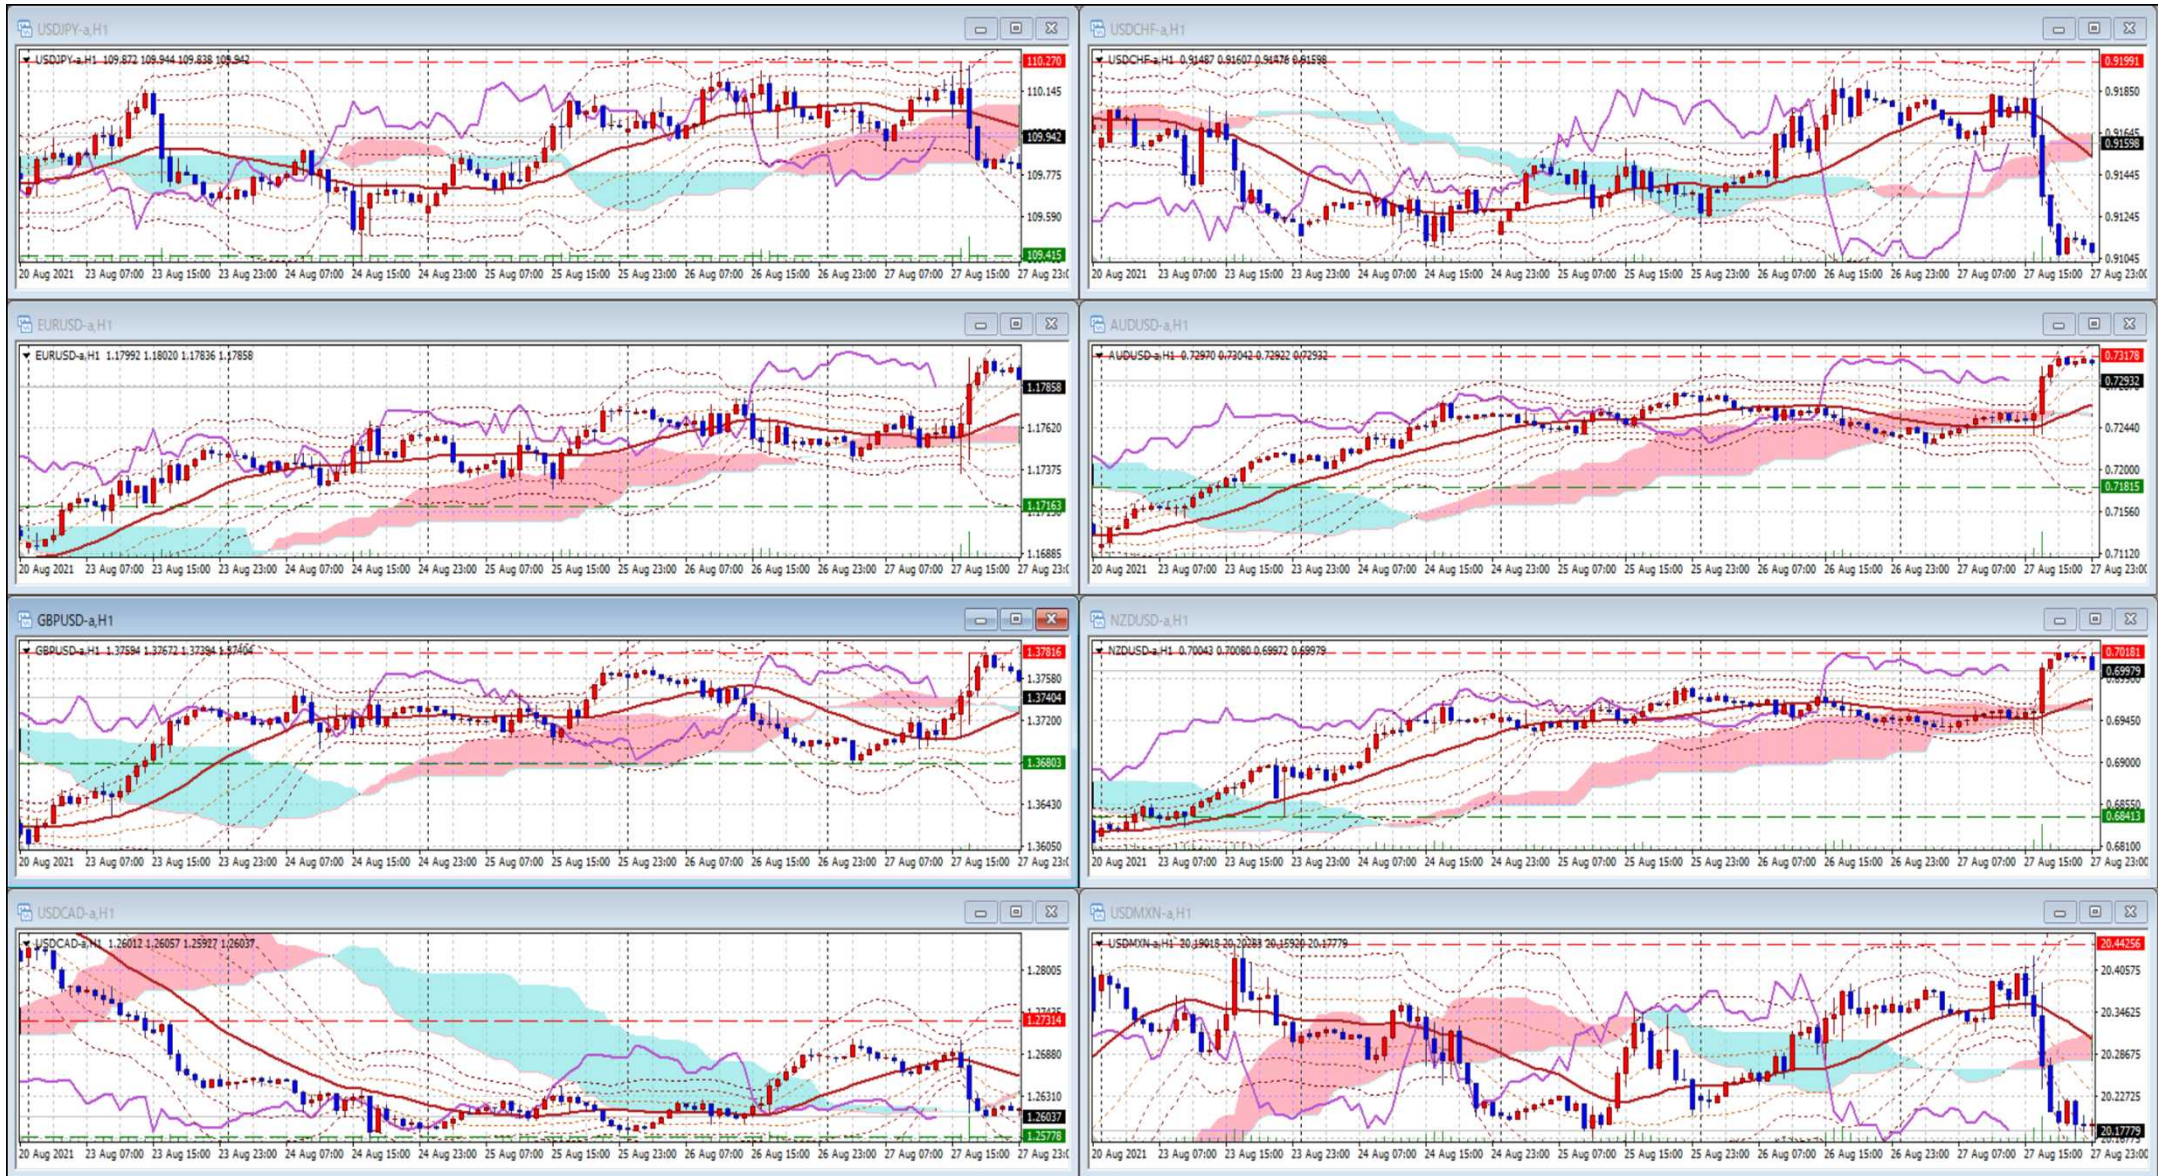 USDJPY-a,H1
USDJPY-a,H1 109.872 109.944 109.838 109.942
110.270
110.145
109.942
109.775
109.590
109.415
20 Aug 2021 23 Aug 07:00 23 Aug 15:00 23 Aug 23:00 24 Aug 07:00 24 Aug 15:00 24 Aug 23:00 25 Aug 07:00 25 Aug 15:00 25 Aug 23:00 26 Aug 07:00 26 Aug 15:00 26 Aug 23:00 27 Aug 07:00 27 Aug 15:00 27 Aug 23:0
USDCHF-a,H1
USDCHF-a,H1 0.91487 0.91607 0.91476 0.91598
0.91991
0.91850
0.91645
0.91598
0.91445
0.91245
0.91045
20 Aug 2021 23 Aug 07:00 23 Aug 15:00 23 Aug 23:00 24 Aug 07:00 24 Aug 15:00 24 Aug 23:00 25 Aug 07:00 25 Aug 15:00 25 Aug 23:00 26 Aug 07:00 26 Aug 15:00 26 Aug 23:00 27 Aug 07:00 27 Aug 15:00 27 Aug 23:00
EURUSD-a,H1
EURUSD-a,H1 1.17992 1.18020 1.17836 1.17858
1.17858
1.17620
1.17375
1.17163
1.16885
20 Aug 2021 23 Aug 07:00 23 Aug 15:00 23 Aug 23:00 24 Aug 07:00 24 Aug 15:00 24 Aug 23:00 25 Aug 07:00 25 Aug 15:00 25 Aug 23:00 26 Aug 07:00 26 Aug 15:00 26 Aug 23:00 27 Aug 07:00 27 Aug 15:00 27 Aug 23:0
AUDUSD-a,H1
AUDUSD-a,H1 0.72970 0.73042 0.72922 0.72932
0.73178
0.72932
0.72440
0.72000
0.71815
0.71560
0.71120
20 Aug 2021 23 Aug 07:00 23 Aug 15:00 23 Aug 23:00 24 Aug 07:00 24 Aug 15:00 24 Aug 23:00 25 Aug 07:00 25 Aug 15:00 25 Aug 23:00 26 Aug 07:00 26 Aug 15:00 26 Aug 23:00 27 Aug 07:00 27 Aug 15:00 27 Aug 23:00
GBPUSD-a,H1
GBPUSD-a,H1 1.37594 1.37672 1.37394 1.37404
1.37816
1.37580
1.37404
1.37200
1.36803
1.36430
1.36050
20 Aug 2021 23 Aug 07:00 23 Aug 15:00 23 Aug 23:00 24 Aug 07:00 24 Aug 15:00 24 Aug 23:00 25 Aug 07:00 25 Aug 15:00 25 Aug 23:00 26 Aug 07:00 26 Aug 15:00 26 Aug 23:00 27 Aug 07:00 27 Aug 15:00 27 Aug 23:0
NZDUSD-a,H1
NZDUSD-a,H1 0.70043 0.70080 0.69972 0.69979
0.70181
0.69979
0.69450
0.69000
0.68550
0.68413
0.68100
20 Aug 2021 23 Aug 07:00 23 Aug 15:00 23 Aug 23:00 24 Aug 07:00 24 Aug 15:00 24 Aug 23:00 25 Aug 07:00 25 Aug 15:00 25 Aug 23:00 26 Aug 07:00 26 Aug 15:00 26 Aug 23:00 27 Aug 07:00 27 Aug 15:00 27 Aug 23:00
USDCAD-a,H1
USDCAD-a,H1 1.26012 1.26057 1.25927 1.26037
1.28005
1.27314
1.26880
1.26310
1.26037
1.25778
20 Aug 2021 23 Aug 07:00 23 Aug 15:00 23 Aug 23:00 24 Aug 07:00 24 Aug 15:00 24 Aug 23:00 25 Aug 07:00 25 Aug 15:00 25 Aug 23:00 26 Aug 07:00 26 Aug 15:00 26 Aug 23:00 27 Aug 07:00 27 Aug 15:00 27 Aug 23:0
USDMXN-a,H1
USDMXN-a,H1 20.19018 20.20283 20.15920 20.17779
20.44256
20.40575
20.34625
20.28675
20.22725
20.17779
20 Aug 2021 23 Aug 07:00 23 Aug 15:00 23 Aug 23:00 24 Aug 07:00 24 Aug 15:00 24 Aug 23:00 25 Aug 07:00 25 Aug 15:00 25 Aug 23:00 26 Aug 07:00 26 Aug 15:00 26 Aug 23:00 27 Aug 07:00 27 Aug 15:00 27 Aug 23:00